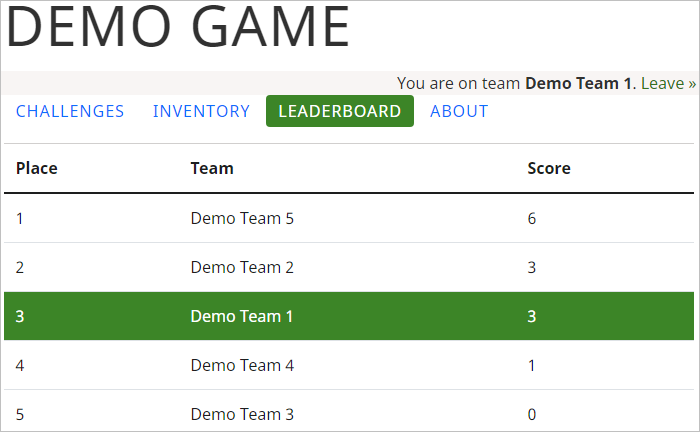 DEMO GAME
You are on team Demo Team 1. Leave »
CHALLENGES INVENTORY LEADERBOARD ABOUT
Place Team Score
1 Demo Team 5 6
2 Demo Team 2 3
3 Demo Team 1 3
4 Demo Team 4 1
5 Demo Team 3 0